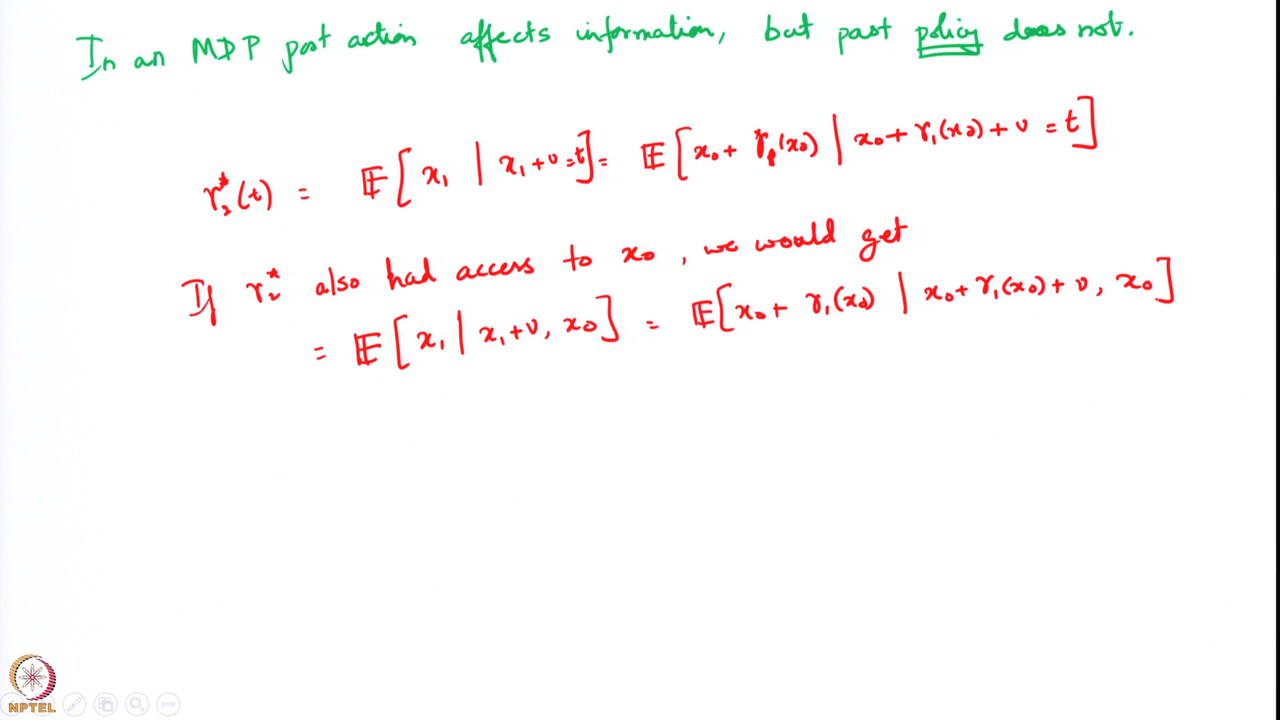 In an MDP past action affects information, but past policy does not.
γ₂*(t) = 𝔼[x₁ | x₁+v=t] = 𝔼[x₀ + γ₁(x₀) | x₀ + γ₁(x₀) + v = t]
If γ₂* also had access to x₀, we would get
= 𝔼[x₁ | x₁+v, x₀] = 𝔼[x₀ + γ₁(x₀) | x₀ + γ₁(x₀) + v, x₀]
NPTEL